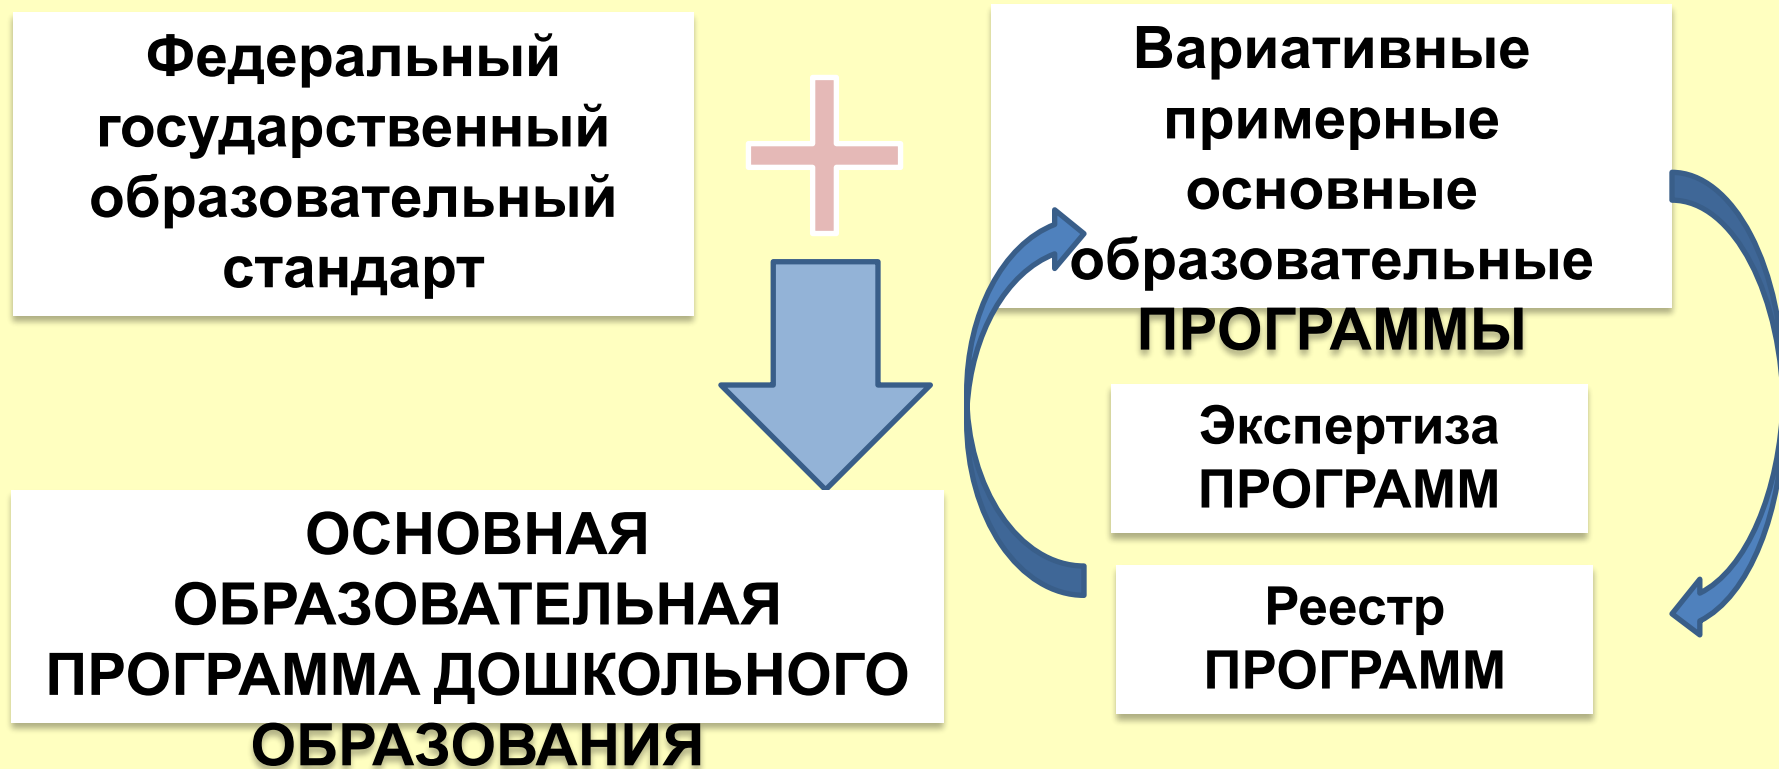 Федеральный
государственный
образовательный
стандарт
Вариативные
примерные
основные
образовательные
ПРОГРАММЫ
Экспертиза
ПРОГРАММ
Реестр
ПРОГРАММ
ОСНОВНАЯ
ОБРАЗОВАТЕЛЬНАЯ
ПРОГРАММА ДОШКОЛЬНОГО
ОБРАЗОВАНИЯ